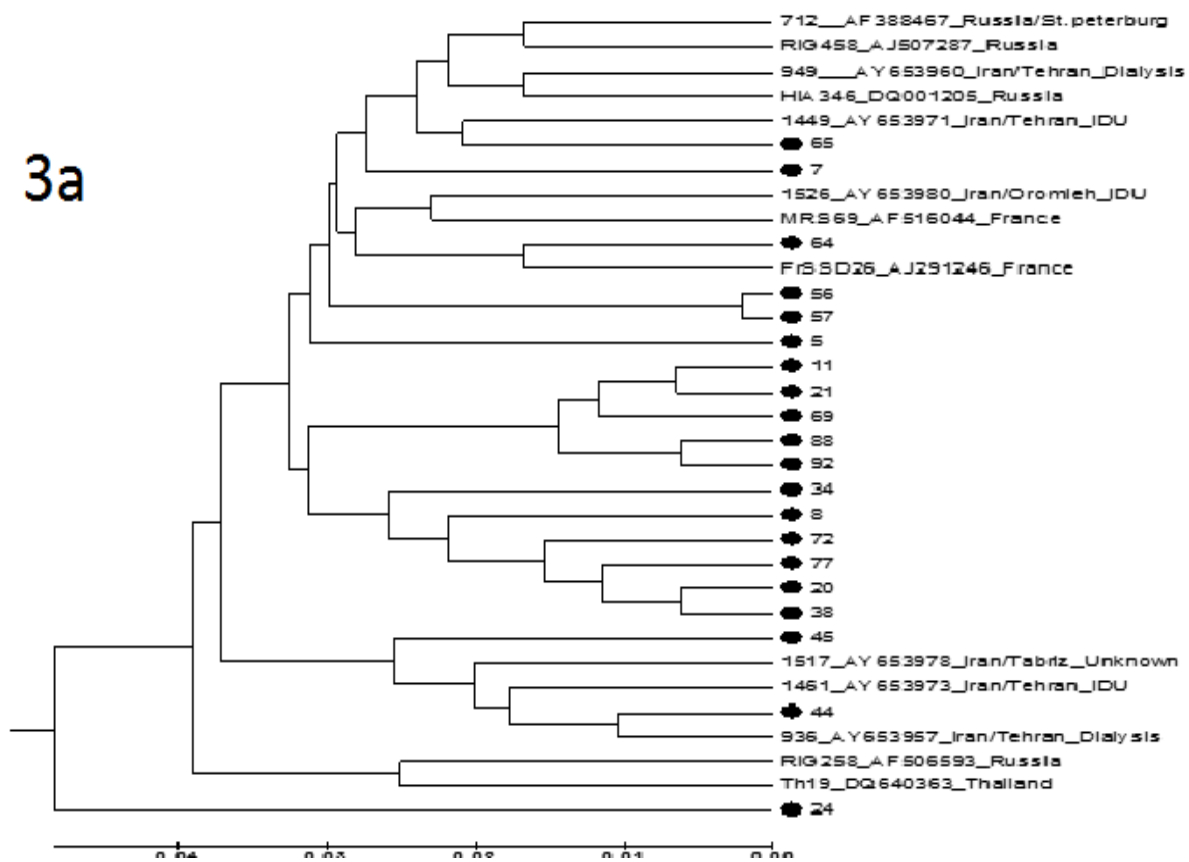 712__AF388467_Russia/St.peterburg
RIG458_AJ507287_Russia
949___AY653960_Iran/Tehran_Dialysis
HIA346_DQ001205_Russia
1449_AY653971_Iran/Tehran_IDU
65
3a
7
1526_AY653980_Iran/Oromieh_IDU
MRS69_AF516044_France
64
FrSSD26_AJ291246_France
56
57
5
11
21
69
88
92
34
8
72
77
20
38
45
1517_AY653978_Iran/Tabriz_Unknown
1461_AY653973_Iran/Tehran_IDU
44
936_AY653957_Iran/Tehran_Dialysis
RIG258_AF506593_Russia
Th19_DQ640363_Thailand
24
0.04 0.03 0.02 0.01 0.00